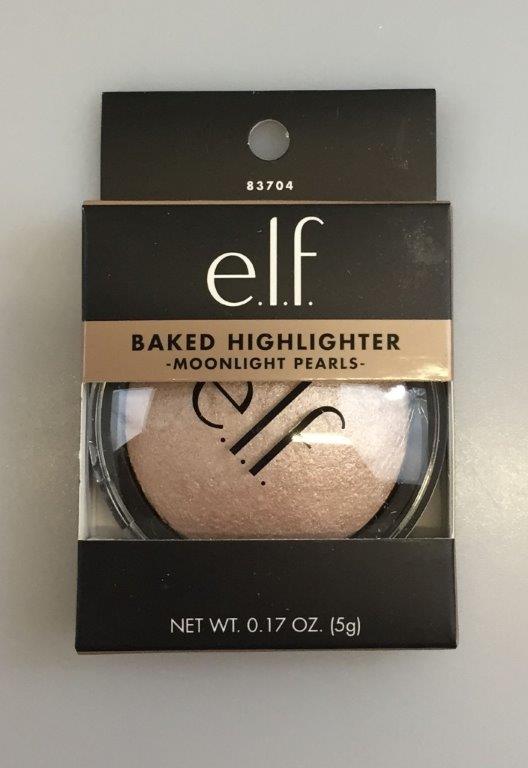 83704
e.l.f.
BAKED HIGHLIGHTER
-MOONLIGHT PEARLS-
e.l.f.
NET WT. 0.17 OZ. (5g)